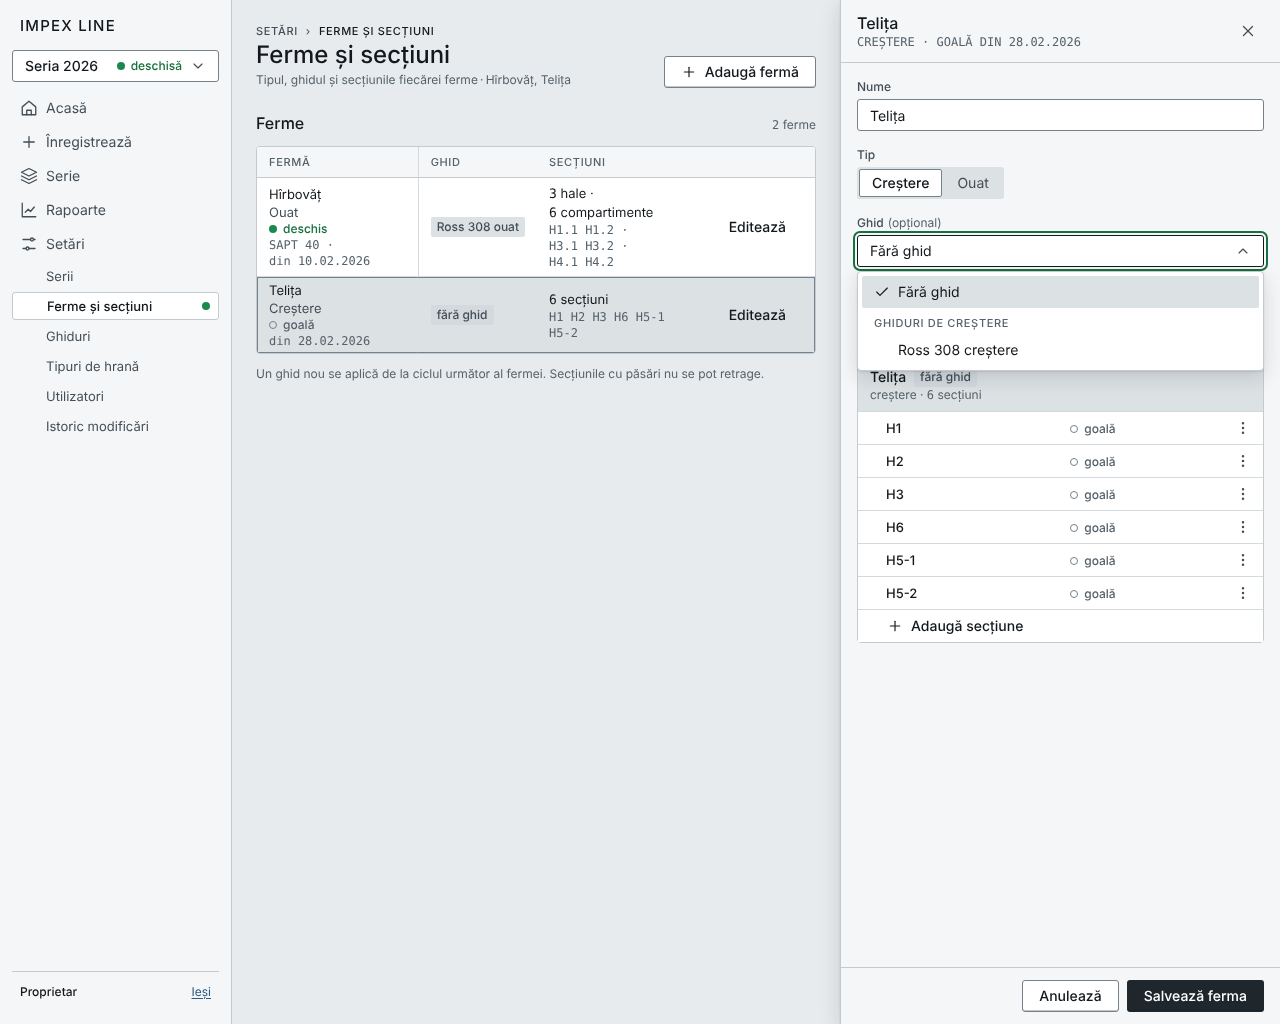 IMPEX LINE
Seria 2026 deschisă
Acasă
Înregistrează
Serie
Rapoarte
Setări
Serii
Ferme și secțiuni
Ghiduri
Tipuri de hrană
Utilizatori
Istoric modificări
Proprietar Ieși
SETĂRI › FERME ȘI SECȚIUNI
Ferme și secțiuni
Tipul, ghidul și secțiunile fiecărei ferme · Hîrbovăț, Telița
Adaugă fermă
Ferme 2 ferme
FERMĂ GHID SECȚIUNI
Hîrbovăț
Ouat
deschis
SAPT 40 ·
din 10.02.2026
Ross 308 ouat
3 hale ·
6 compartimente
H1.1 H1.2 ·
H3.1 H3.2 ·
H4.1 H4.2
Editează
Telița
Creștere
goală
din 28.02.2026
fără ghid
6 secțiuni
H1 H2 H3 H6 H5-1
H5-2
Editează
Un ghid nou se aplică de la ciclul următor al fermei. Secțiunile cu păsări nu se pot retrage.
Telița
CREȘTERE · GOALĂ DIN 28.02.2026
Nume
Telița
Tip
Creștere Ouat
Ghid (opțional)
Fără ghid
Fără ghid
GHIDURI DE CREȘTERE
Ross 308 creștere
Telița fără ghid
creștere · 6 secțiuni
H1 goală
H2 goală
H3 goală
H6 goală
H5-1 goală
H5-2 goală
Adaugă secțiune
Anulează Salvează ferma